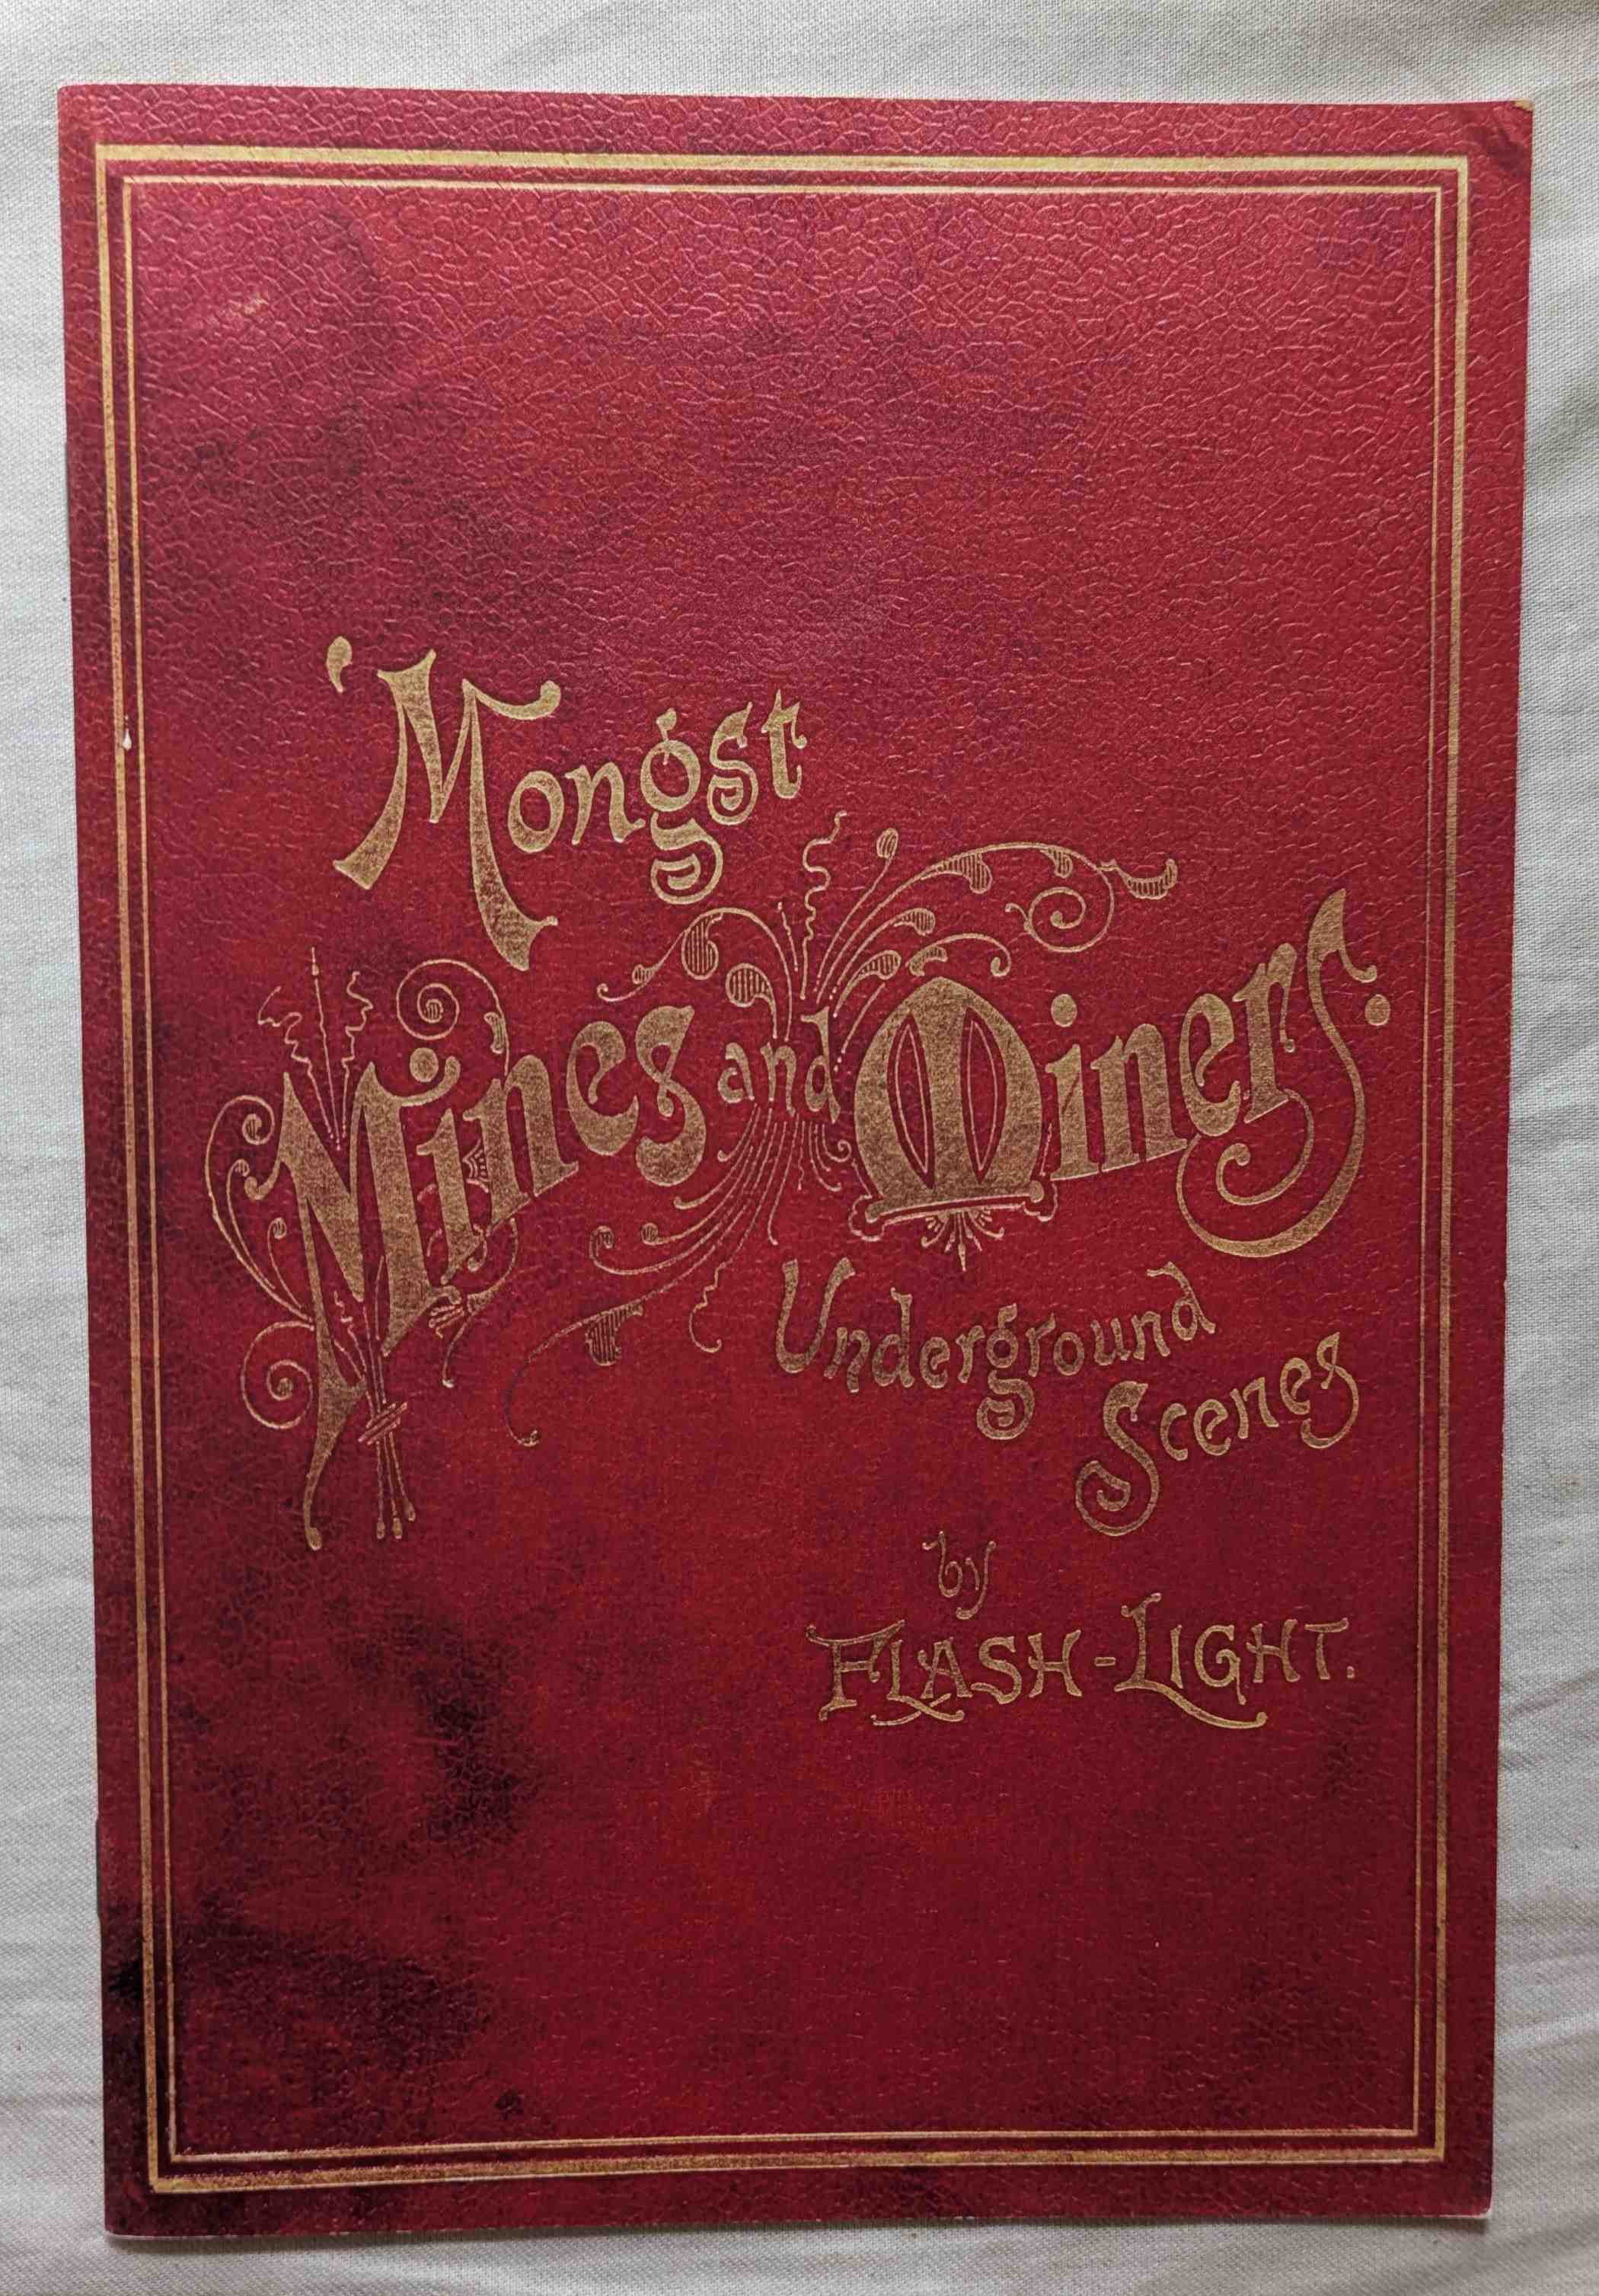 'Mongst
Mines and Miners.
Underground
Scenes
by
FLASH-LIGHT.